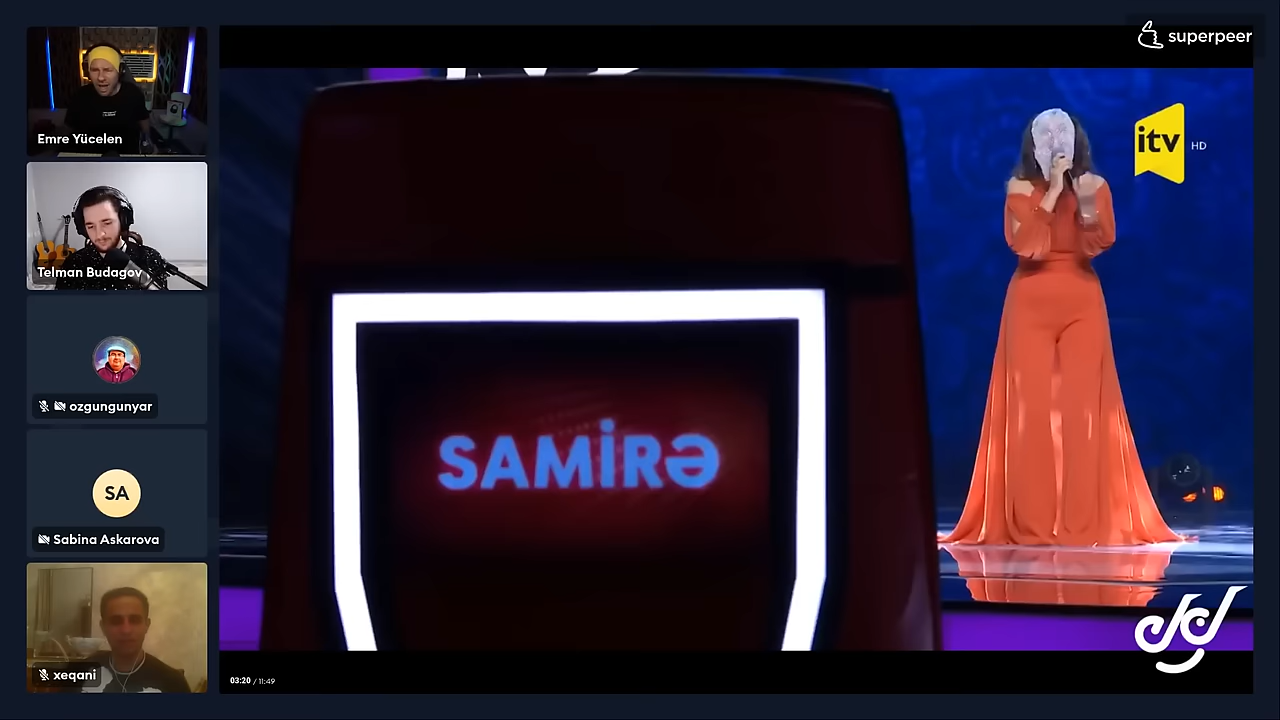 superpeer
Emre Yücelen
Telman Budagov
ozgungunyar
SA
Sabina Askarova
xeqani
itv HD
SAMİRƏ
03:20 / 11:49